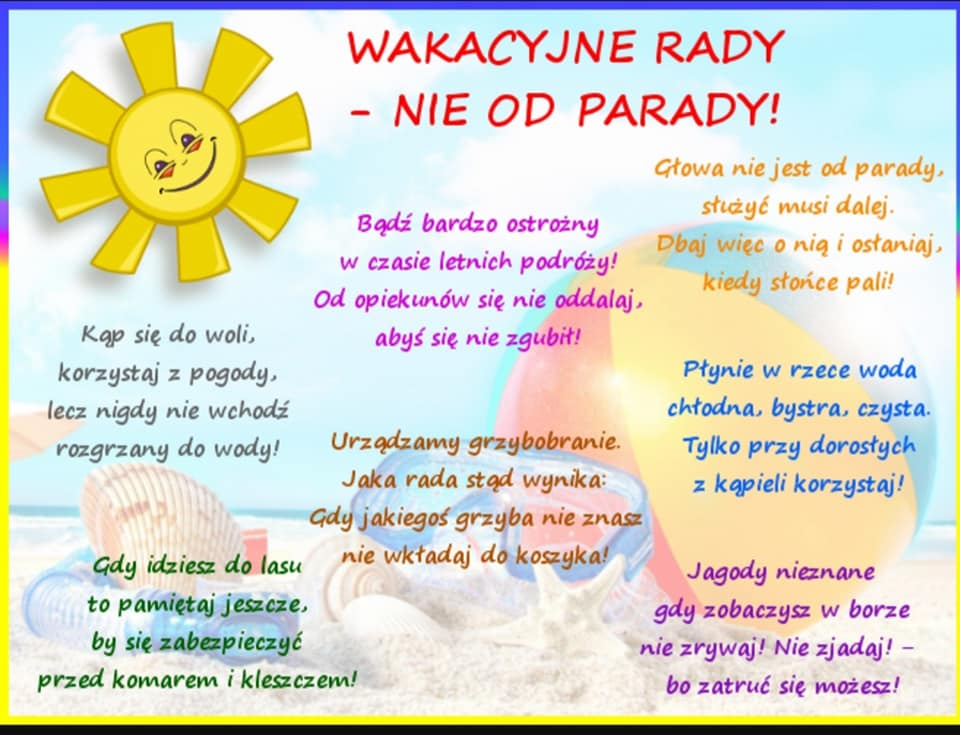 WAKACYJNE RADY
- NIE OD PARADY!
Głowa nie jest od parady,
służyć musi dalej.
Dbaj więc o nią i osłaniaj,
kiedy słońce pali!
Bądź bardzo ostrożny
w czasie letnich podróży!
Od opiekunów się nie oddalaj,
abyś się nie zgubił!
Kąp się do woli,
korzystaj z pogody,
lecz nigdy nie wchodź
rozgrzany do wody!
Płynie w rzece woda
chłodna, bystra, czysta.
Tylko przy dorosłych
z kąpieli korzystaj!
Urządzamy grzybobranie.
Jaka rada stąd wynika:
Gdy jakiegoś grzyba nie znasz
nie wkładaj do koszyka!
Gdy idziesz do lasu
to pamiętaj jeszcze,
by się zabezpieczyć
przed komarem i kleszczem!
Jagody nieznane
gdy zobaczysz w borze
nie zrywaj! Nie zjadaj! –
bo zatruć się możesz!